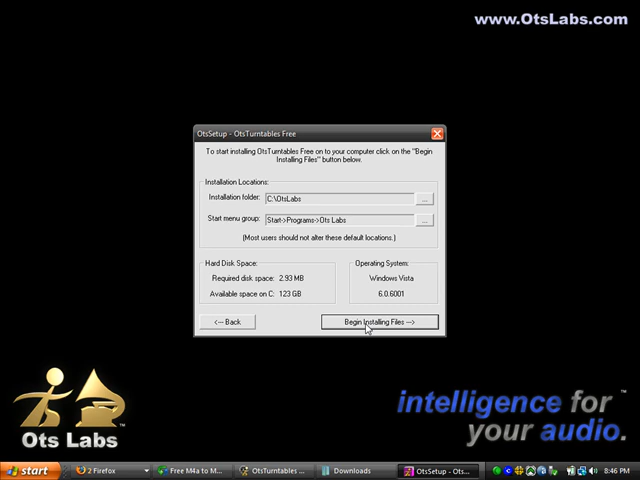 www.OtsLabs.com
OtsSetup - OtsTurntables Free
To start installing OtsTurntables Free on to your computer click on the "Begin
Installing Files" button below.
Installation Locations:
Installation folder: C:\OtsLabs ...
Start menu group: Start->Programs->Ots Labs ...
(Most users should not alter these default locations.)
Hard Disk Space:
Required disk space: 2.93 MB
Available space on C: 123 GB
Operating System:
Windows Vista
6.0.6001
<--- Back
Begin Installing Files --->
Ots Labs ™
intelligence for ™
your audio.
start
2 Firefox
Free M4a to M...
OtsTurntables ...
Downloads
OtsSetup - Ots...
8:46 PM